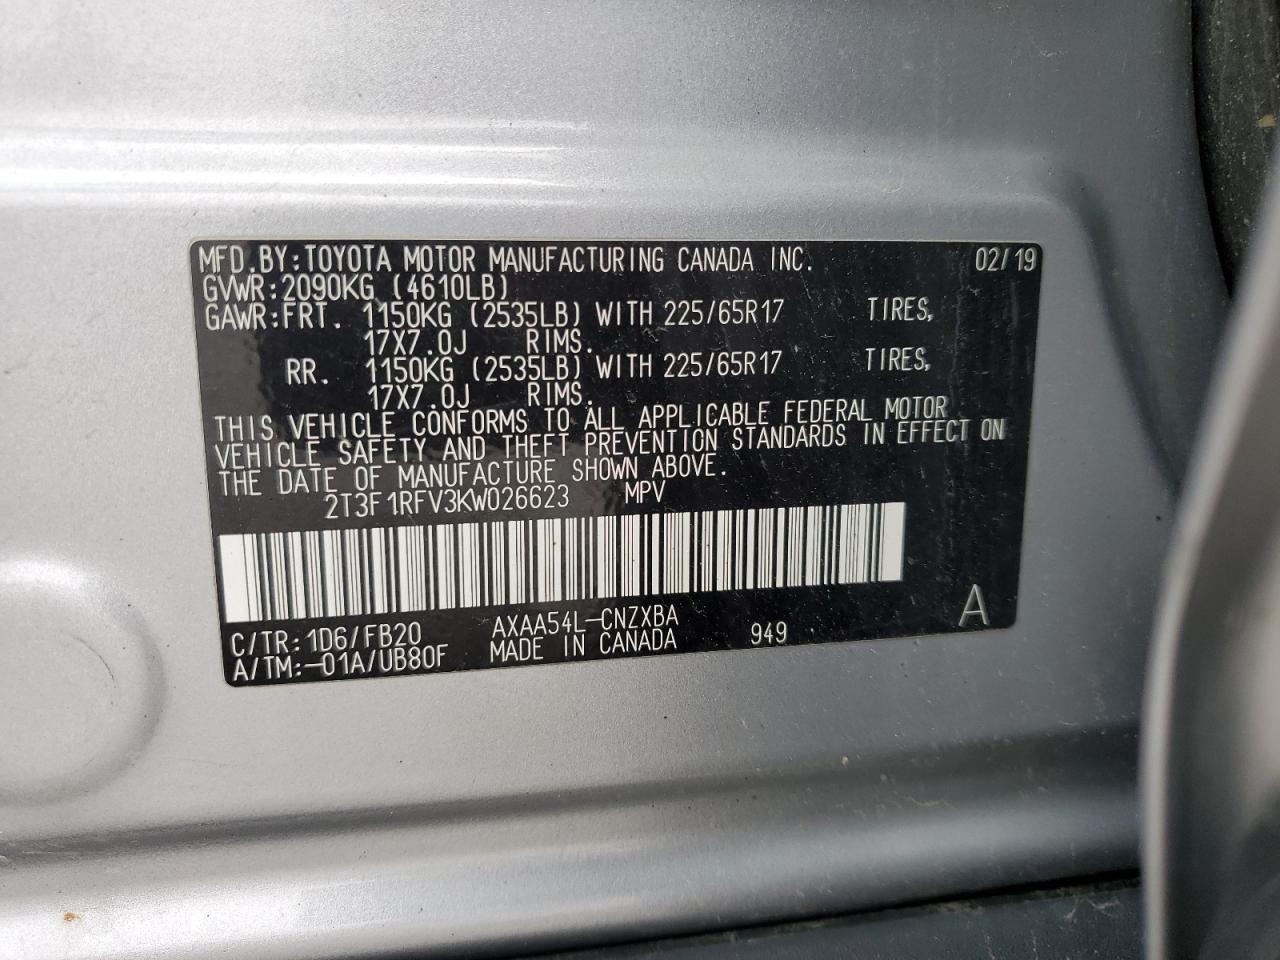 MFD.BY:TOYOTA MOTOR MANUFACTURING CANADA INC. 02/19
GVWR:2090KG (4610LB)
GAWR:FRT. 1150KG (2535LB) WITH 225/65R17 TIRES,
17X7.0J RIMS.
RR. 1150KG (2535LB) WITH 225/65R17 TIRES,
17X7.0J RIMS.
THIS VEHICLE CONFORMS TO ALL APPLICABLE FEDERAL MOTOR
VEHICLE SAFETY AND THEFT PREVENTION STANDARDS IN EFFECT ON
THE DATE OF MANUFACTURE SHOWN ABOVE.
2T3F1RFV3KW026623 MPV
C/TR:1D6/FB20 AXAA54L-CNZXBA A
A/TM:-01A/UB80F MADE IN CANADA 949